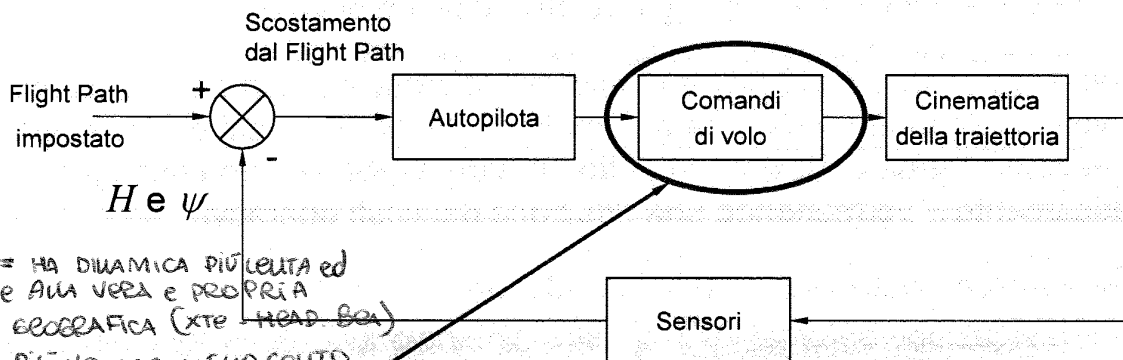 Scostamento
dal Flight Path
Flight Path
impostato
+
-
Autopilota
Comandi
di volo
Cinematica
della traiettoria
H e ψ
= HA DINAMICA PIÙ LENTA ed
e ALLA VERA e PROPRIA
GEOGRAFICA (XTE - HEAD.
Sensori